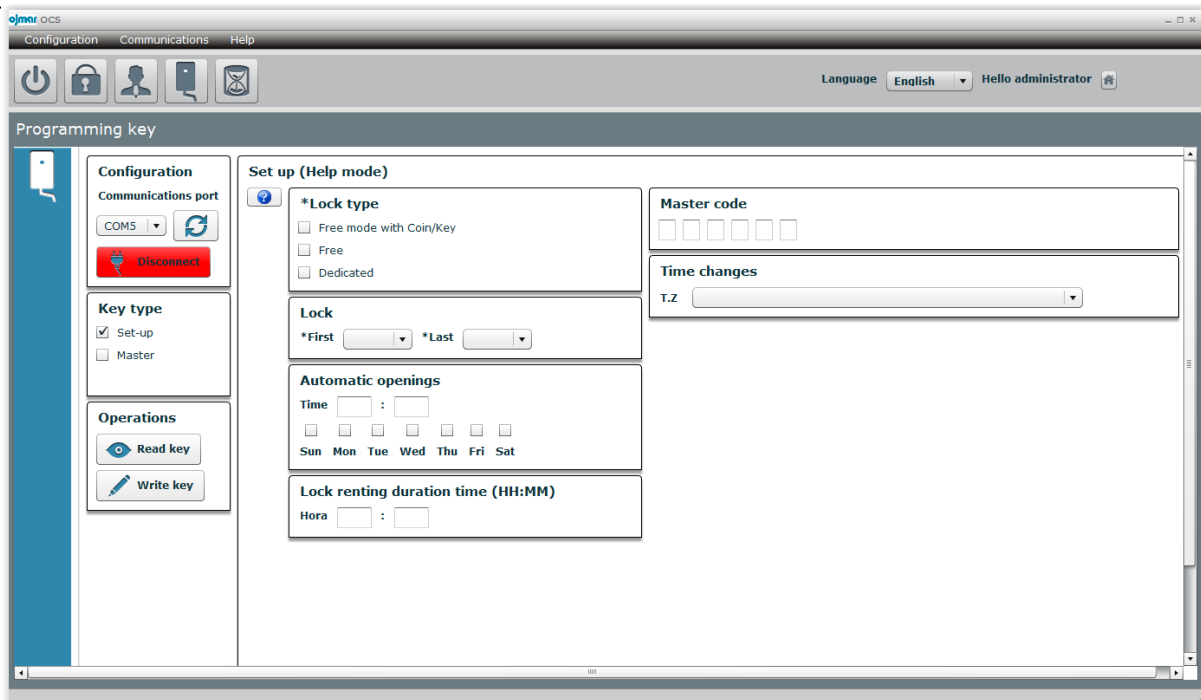 ojmar OCS
Configuration Communications Help
Language English Hello administrator
Programming key
Configuration
Communications port
COM5
Disconnect
Key type
Set-up
Master
Operations
Read key
Write key
Set up (Help mode)
*Lock type
Free mode with Coin/Key
Free
Dedicated
Lock
*First *Last
Automatic openings
Time :
Sun Mon Tue Wed Thu Fri Sat
Lock renting duration time (HH:MM)
Hora :
Master code
Time changes
T.Z